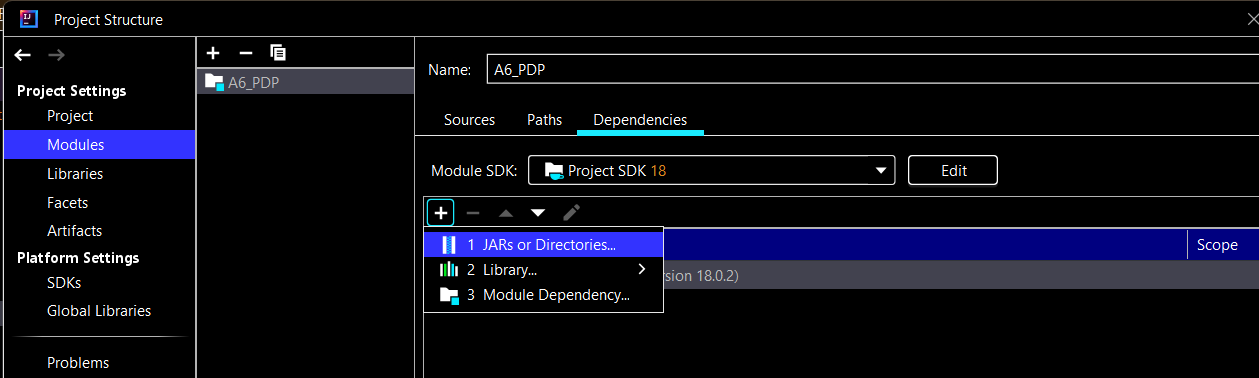 Project Structure
Project Settings
Project
Modules
Libraries
Facets
Artifacts
Platform Settings
SDKs
Global Libraries
Problems
A6_PDP
Name: A6_PDP
Sources Paths Dependencies
Module SDK: Project SDK 18 Edit
Scope
1 JARs or Directories...
2 Library...
3 Module Dependency...
18.0.2)